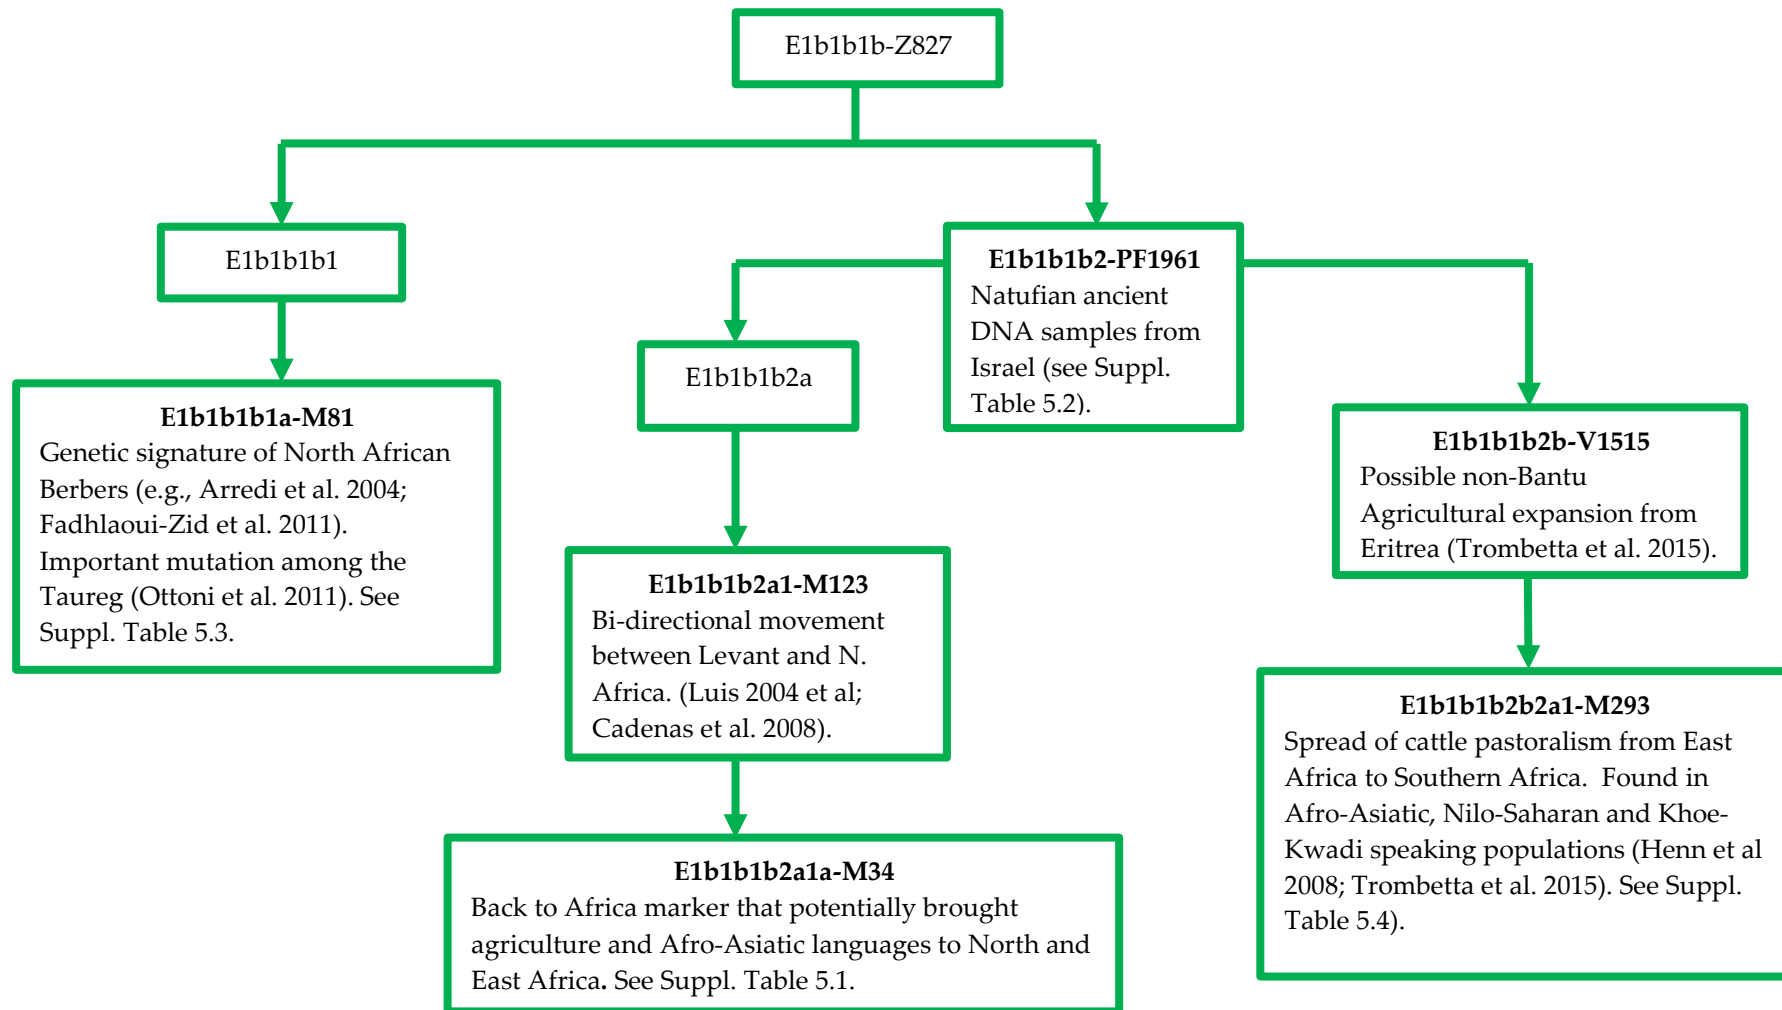 E1b1b1b-Z827
E1b1b1b1
E1b1b1b1a-M81
Genetic signature of North African
Berbers (e.g., Arredi et al. 2004;
Fadhlaoui-Zid et al. 2011).
Important mutation among the
Taureg (Ottoni et al. 2011). See
Suppl. Table 5.3.
E1b1b1b2-PF1961
Natufian ancient
DNA samples from
Israel (see Suppl.
Table 5.2).
E1b1b1b2a
E1b1b1b2a1-M123
Bi-directional movement
between Levant and N.
Africa. (Luis 2004 et al;
Cadenas et al. 2008).
E1b1b1b2a1a-M34
Back to Africa marker that potentially brought
agriculture and Afro-Asiatic languages to North and
East Africa. See Suppl. Table 5.1.
E1b1b1b2b-V1515
Possible non-Bantu
Agricultural expansion from
Eritrea (Trombetta et al. 2015).
E1b1b1b2b2a1-M293
Spread of cattle pastoralism from East
Africa to Southern Africa.  Found in
Afro-Asiatic, Nilo-Saharan and Khoe-
Kwadi speaking populations (Henn et al
2008; Trombetta et al. 2015). See Suppl.
Table 5.4).